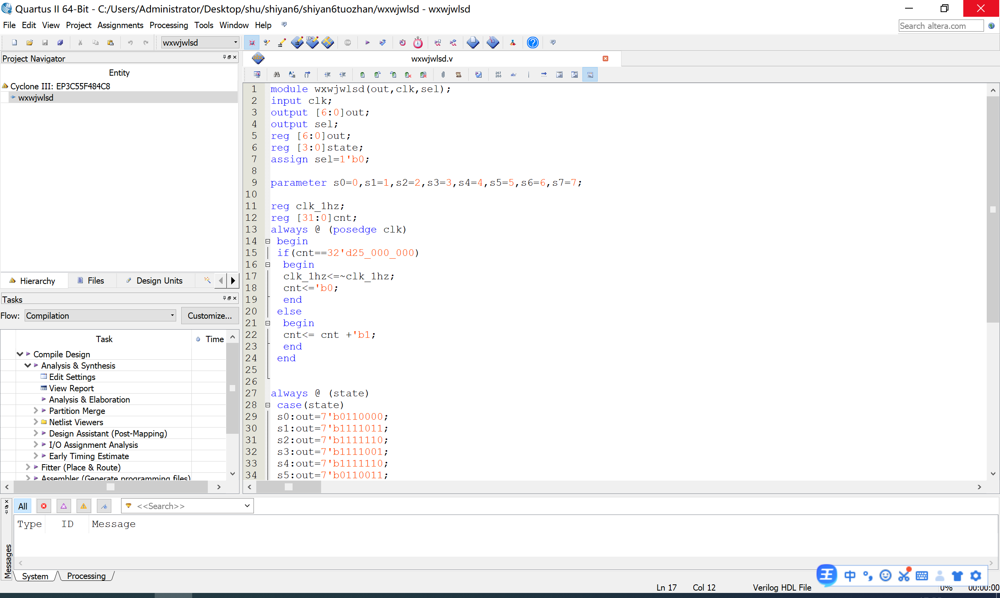 Quartus II 64-Bit - C:/Users/Administrator/Desktop/shu/shiyan6/shiyan6tuozhan/wxwjwlsd - wxwjwlsd
File Edit View Project Assignments Processing Tools Window Help
Search altera.com
wxwjwlsd
STOP
Project Navigator
Entity
Cyclone III: EP3C55F484C8
wxwjwlsd
Hierarchy Files Design Units
Tasks
Flow: Compilation Customize...
Task Time
Compile Design
Analysis & Synthesis
Edit Settings
View Report
Analysis & Elaboration
Partition Merge
Netlist Viewers
Design Assistant (Post-Mapping)
I/O Assignment Analysis
Early Timing Estimate
Fitter (Place & Route)
Assembler (Generate programming files)
abc
wxwjwlsd.v
267
268
ab/
1 module wxwjwlsd(out,clk,sel);
2 input clk;
3 output [6:0]out;
4 output sel;
5 reg [6:0]out;
6 reg [3:0]state;
7 assign sel=1'b0;
8
9 parameter s0=0,s1=1,s2=2,s3=3,s4=4,s5=5,s6=6,s7=7;
10
11 reg clk_1hz;
12 reg [31:0]cnt;
13 always @ (posedge clk)
14 begin
15 if(cnt==32'd25_000_000)
16 begin
17 clk_1hz<=~clk_1hz;
18 cnt<='b0;
19 end
20 else
21 begin
22 cnt<= cnt +'b1;
23 end
24 end
25
26
27 always @ (state)
28 case(state)
29 s0:out=7'b0110000;
30 s1:out=7'b1111011;
31 s2:out=7'b1111110;
32 s3:out=7'b1111001;
33 s4:out=7'b1111110;
34 s5:out=7'b0110011;
All <<Search>>
Type ID Message
Messages
System Processing
中
Ln 17 Col 12 Verilog HDL File 0% 00:00:00